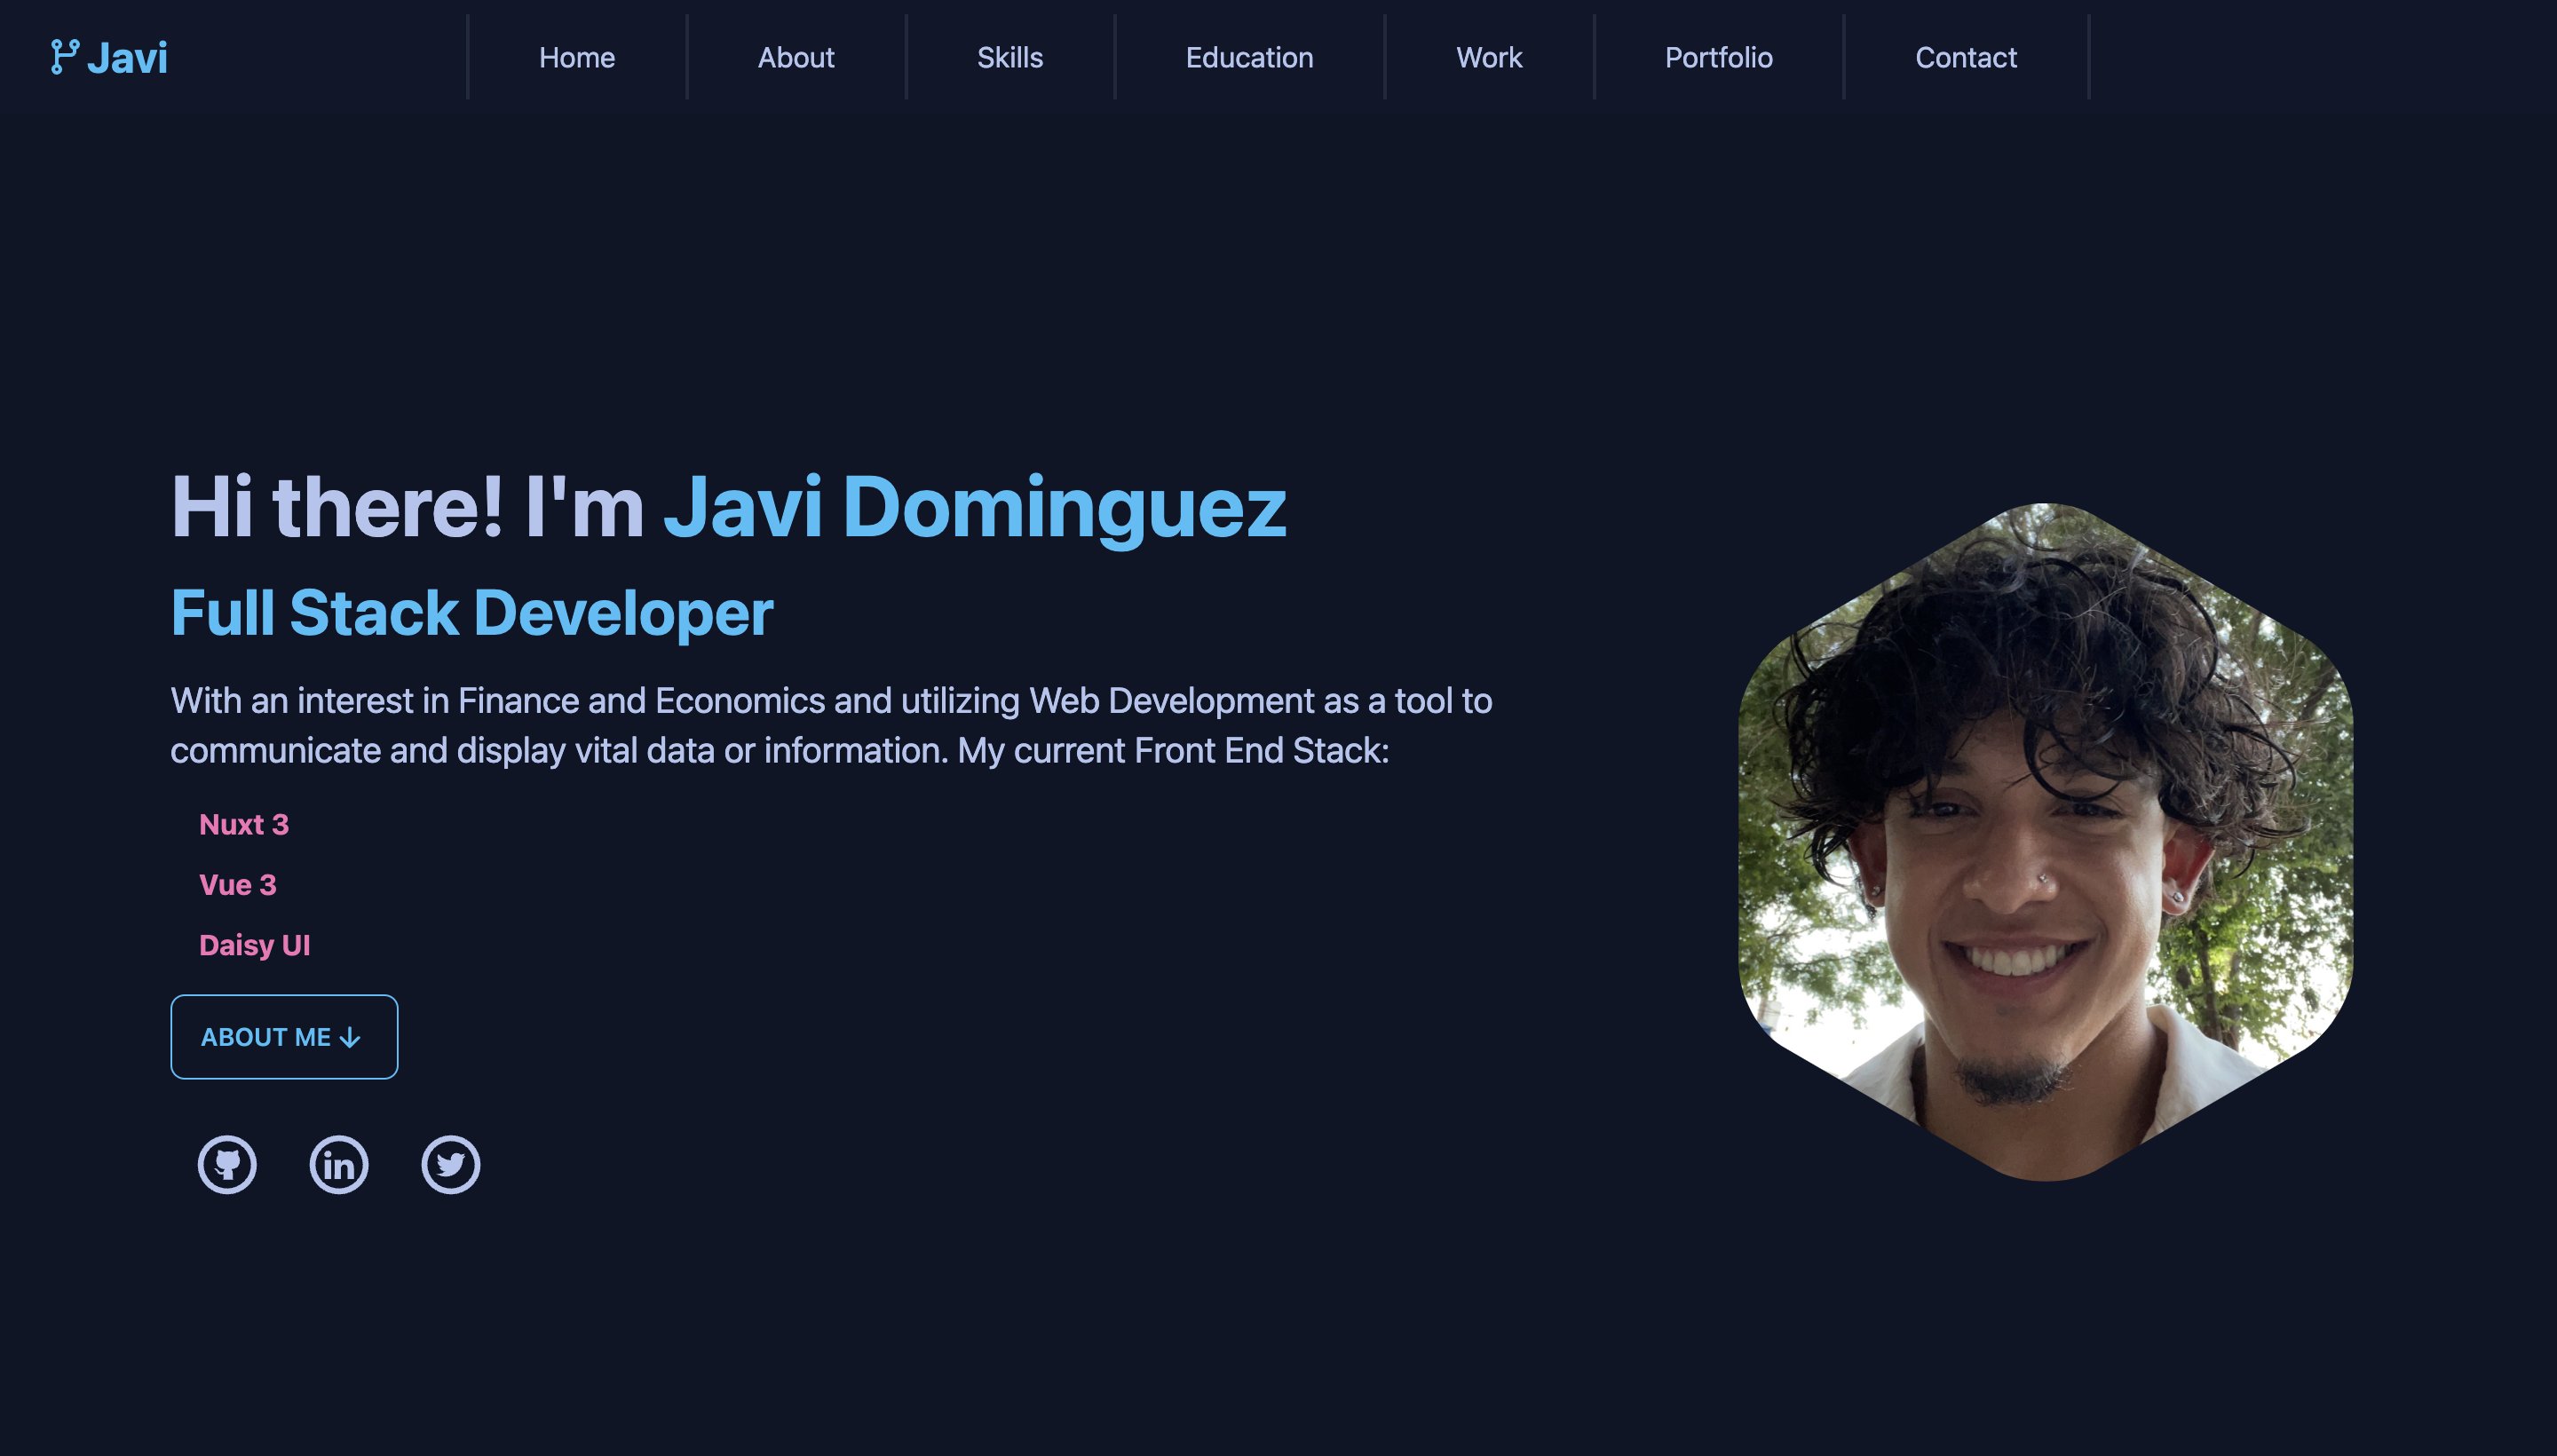 Javi
Home
About
Skills
Education
Work
Portfolio
Contact
Hi there! I'm Javi Dominguez
Full Stack Developer
With an interest in Finance and Economics and utilizing Web Development as a tool to
communicate and display vital data or information. My current Front End Stack:
Nuxt 3
Vue 3
Daisy UI
ABOUT ME ↓
in